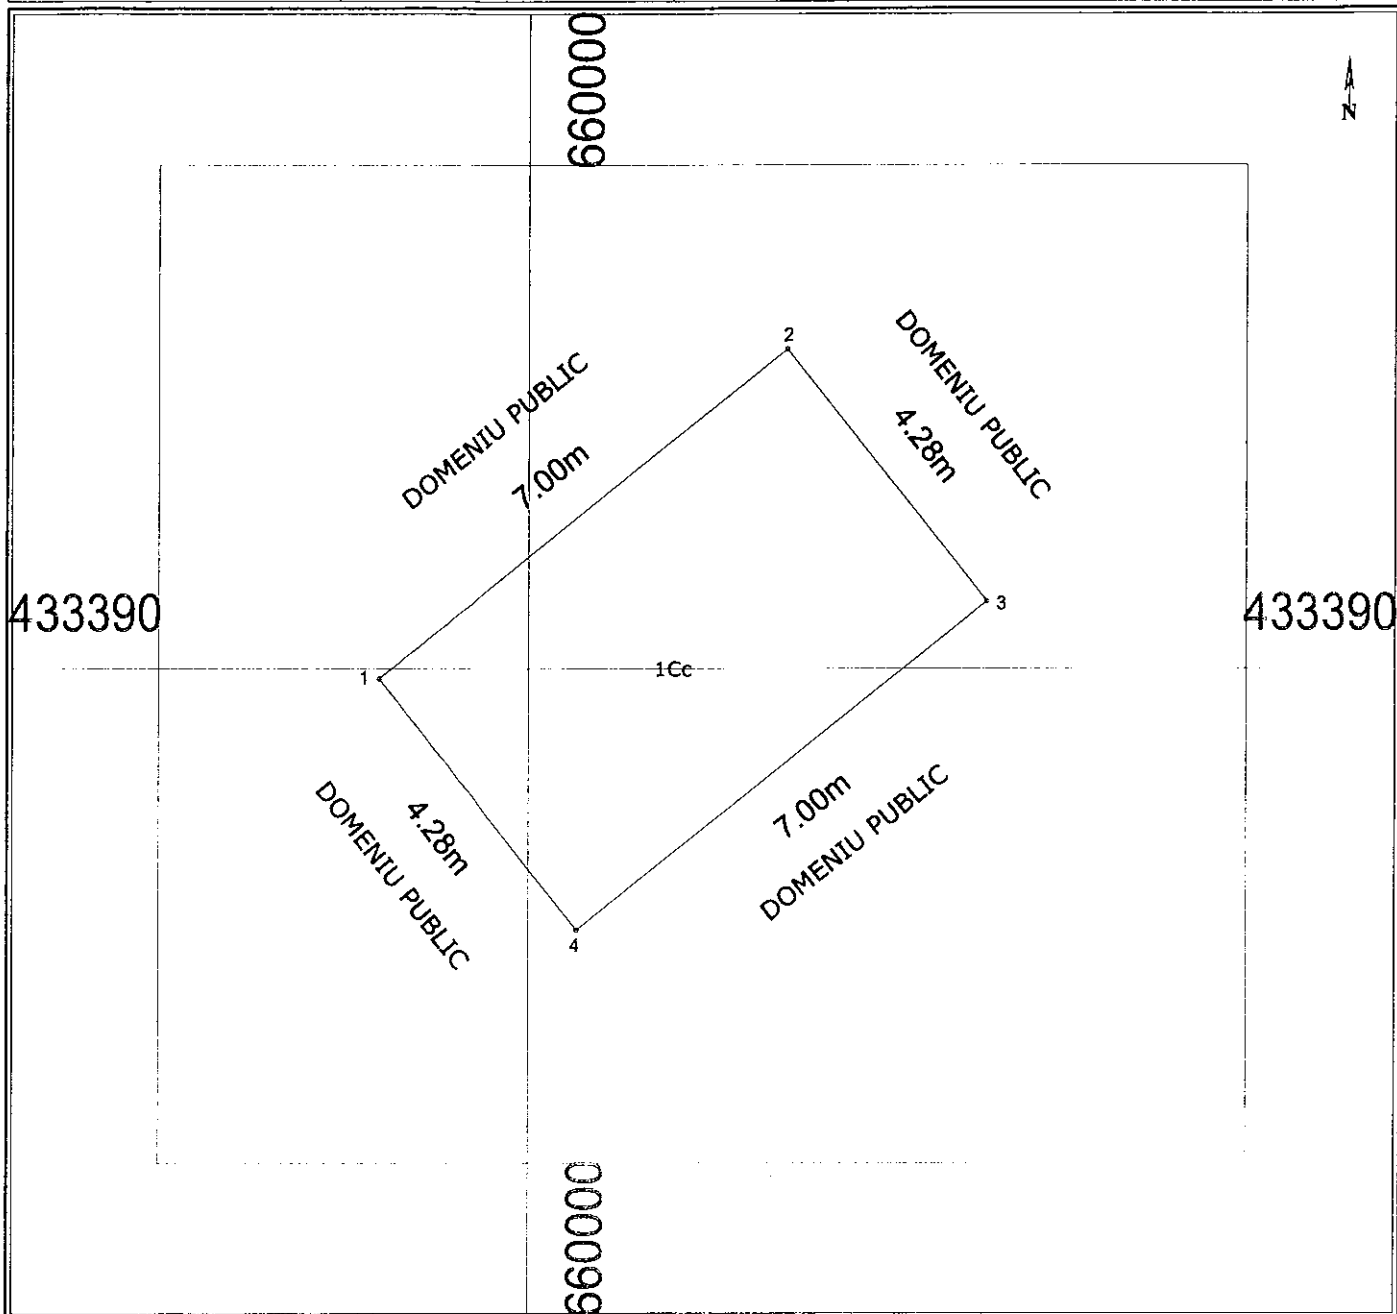 660000
N
2
DOMENIU PUBLIC
DOMENIU PUBLIC
7.00m
4.28m
433390
433390
3
1
1Cc
DOMENIU PUBLIC
4.28m
7.00m
DOMENIU PUBLIC
4
660000